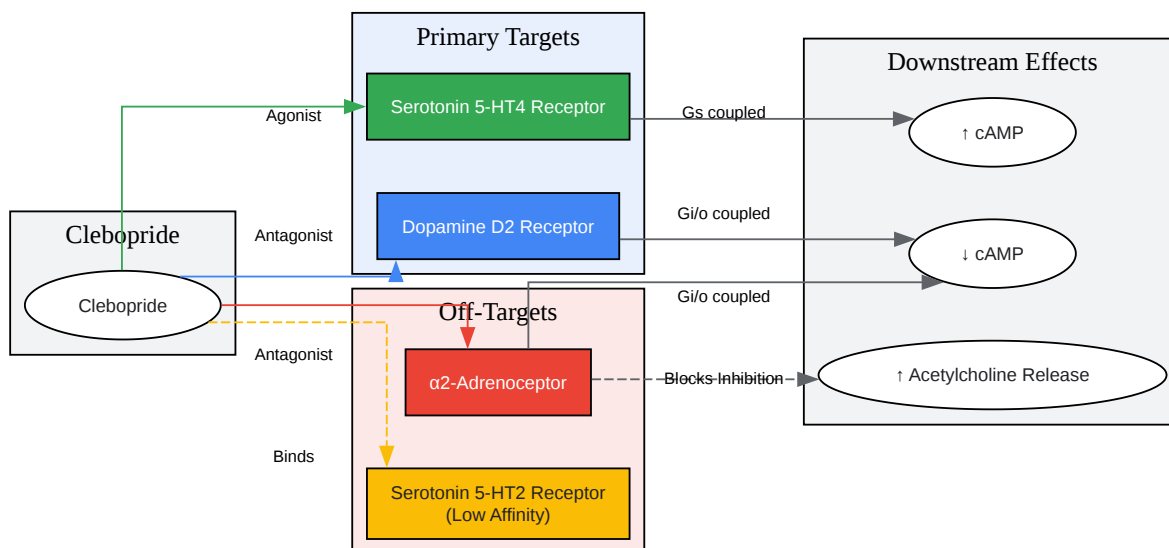 Primary Targets
Downstream Effects
Serotonin 5-HT4 Receptor
Agonist
Gs coupled
↑ cAMP
Dopamine D2 Receptor
Gi/o coupled
Clebopride
Antagonist
↓ cAMP
Clebopride
Gi/o coupled
Off-Targets
Antagonist
α2-Adrenoceptor
Blocks Inhibition
↑ Acetylcholine Release
Binds
Serotonin 5-HT2 Receptor
(Low Affinity)